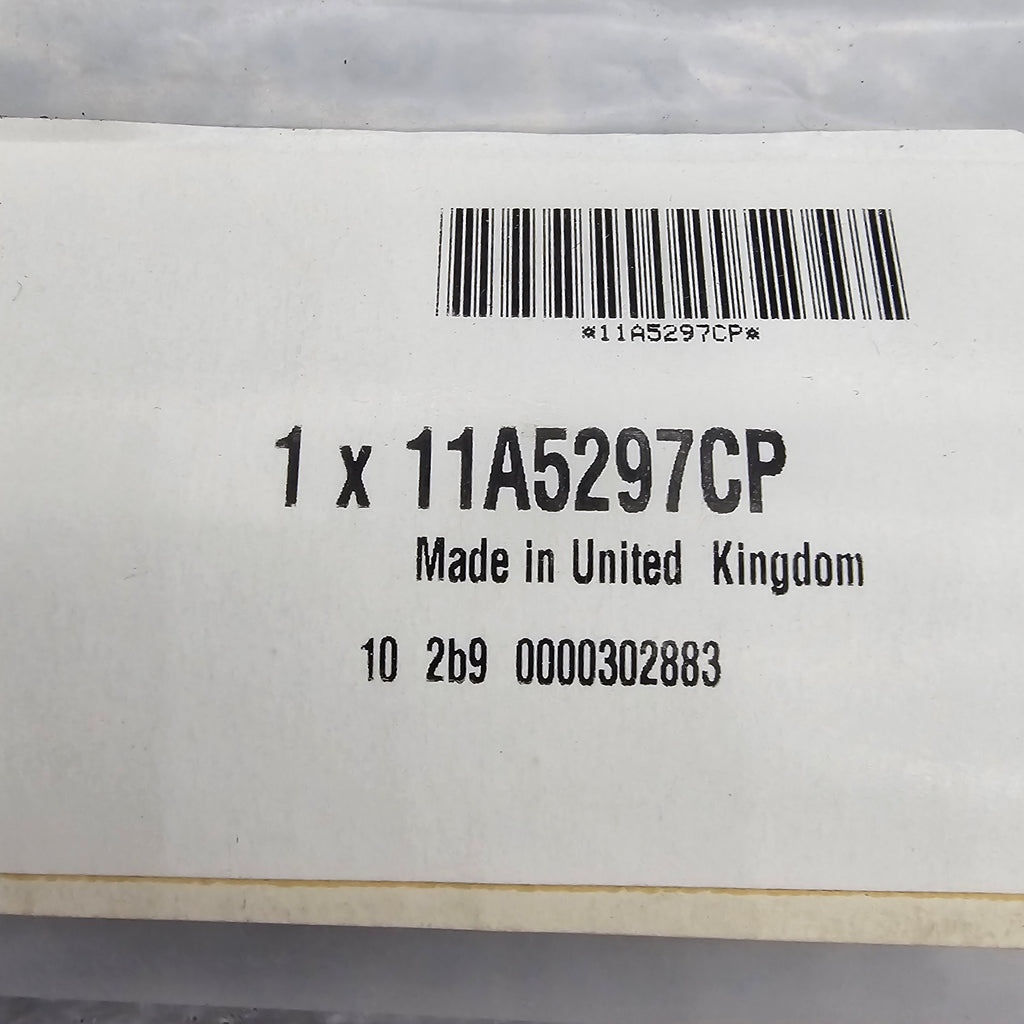 *11A5297CP*
1 x 11A5297CP
Made in United Kingdom
10 2b9 0000302883